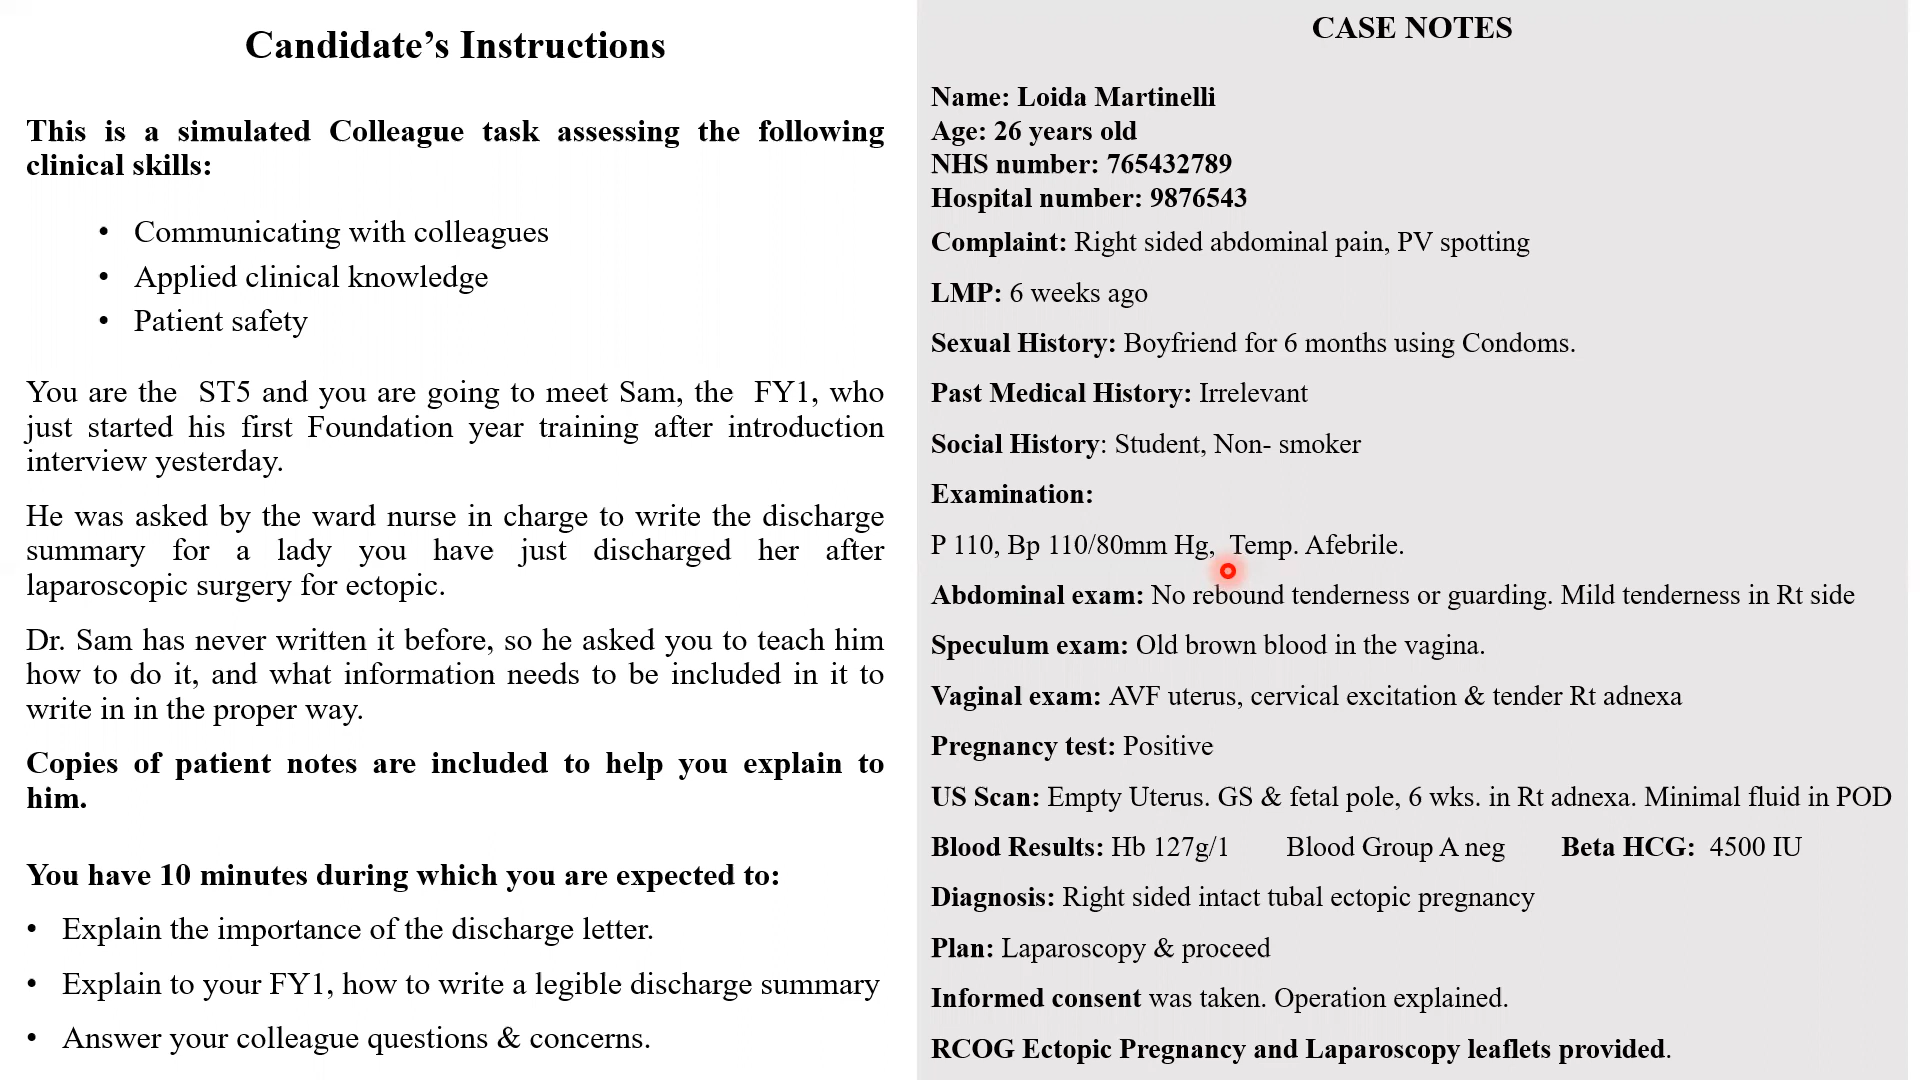 Candidate’s Instructions
This is a simulated Colleague task assessing the following
clinical skills:
• Communicating with colleagues
• Applied clinical knowledge
• Patient safety
You are the ST5 and you are going to meet Sam, the FY1, who
just started his first Foundation year training after introduction
interview yesterday.
He was asked by the ward nurse in charge to write the discharge
summary for a lady you have just discharged her after
laparoscopic surgery for ectopic.
Dr. Sam has never written it before, so he asked you to teach him
how to do it, and what information needs to be included in it to
write in in the proper way.
Copies of patient notes are included to help you explain to
him.
You have 10 minutes during which you are expected to:
• Explain the importance of the discharge letter.
• Explain to your FY1, how to write a legible discharge summary
• Answer your colleague questions & concerns.
CASE NOTES
Name: Loida Martinelli
Age: 26 years old
NHS number: 765432789
Hospital number: 9876543
Complaint: Right sided abdominal pain, PV spotting
LMP: 6 weeks ago
Sexual History: Boyfriend for 6 months using Condoms.
Past Medical History: Irrelevant
Social History: Student, Non- smoker
Examination:
P 110, Bp 110/80mm Hg, Temp. Afebrile.
Abdominal exam: No rebound tenderness or guarding. Mild tenderness in Rt side
Speculum exam: Old brown blood in the vagina.
Vaginal exam: AVF uterus, cervical excitation & tender Rt adnexa
Pregnancy test: Positive
US Scan: Empty Uterus. GS & fetal pole, 6 wks. in Rt adnexa. Minimal fluid in POD
Blood Results: Hb 127g/1 Blood Group A neg Beta HCG: 4500 IU
Diagnosis: Right sided intact tubal ectopic pregnancy
Plan: Laparoscopy & proceed
Informed consent was taken. Operation explained.
RCOG Ectopic Pregnancy and Laparoscopy leaflets provided.